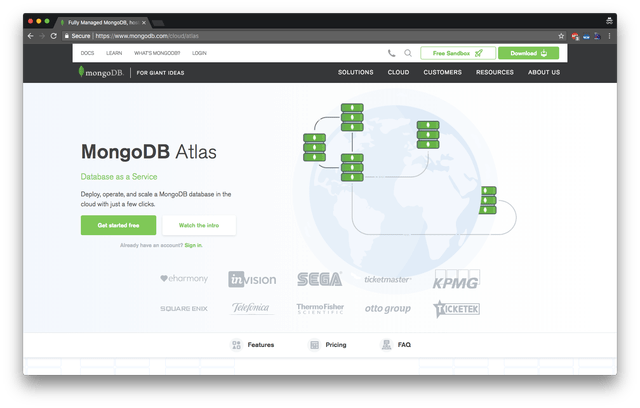 Fully Managed MongoDB, hos
Secure | https://www.mongodb.com/cloud/atlas
DOCS LEARN WHAT'S MONGODB? LOGIN Free Sandbox Download
mongoDB. FOR GIANT IDEAS SOLUTIONS CLOUD CUSTOMERS RESOURCES ABOUT US
MongoDB Atlas
Database as a Service
Deploy, operate, and scale a MongoDB database in the
cloud with just a few clicks.
Get started free Watch the intro
Already have an account? Sign in.
eharmony invision SEGA ticketmaster KPMG
SQUARE ENIX Telefónica ThermoFisher SCIENTIFIC otto group TICKETEK
Features Pricing FAQ